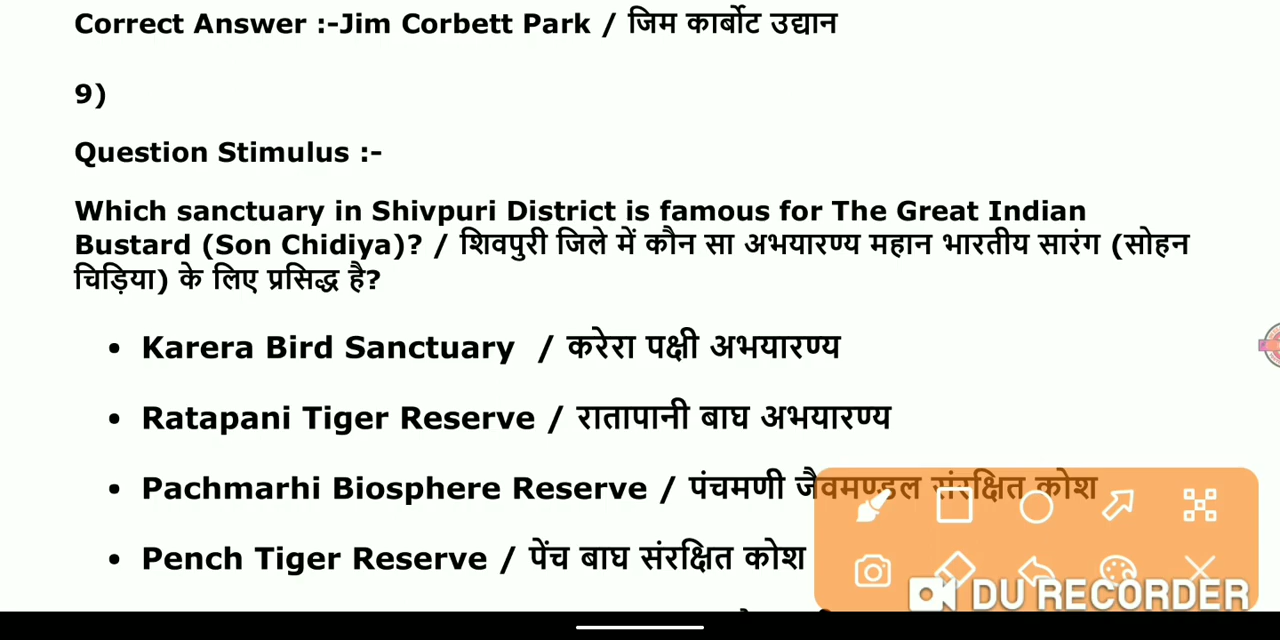 Correct Answer :-Jim Corbett Park / जिम कार्बोट उद्यान
9)
Question Stimulus :-
Which sanctuary in Shivpuri District is famous for The Great Indian
Bustard (Son Chidiya)? / शिवपुरी जिले में कौन सा अभयारण्य महान भारतीय सारंग (सोहन
चिड़िया) के लिए प्रसिद्ध है?
• Karera Bird Sanctuary / करेरा पक्षी अभयारण्य
• Ratapani Tiger Reserve / रातापानी बाघ अभयारण्य
• Pachmarhi Biosphere Reserve / पंचमणी जैवमण्डल संरक्षित कोश
• Pench Tiger Reserve / पेंच बाघ संरक्षित कोश
DU RECORDER